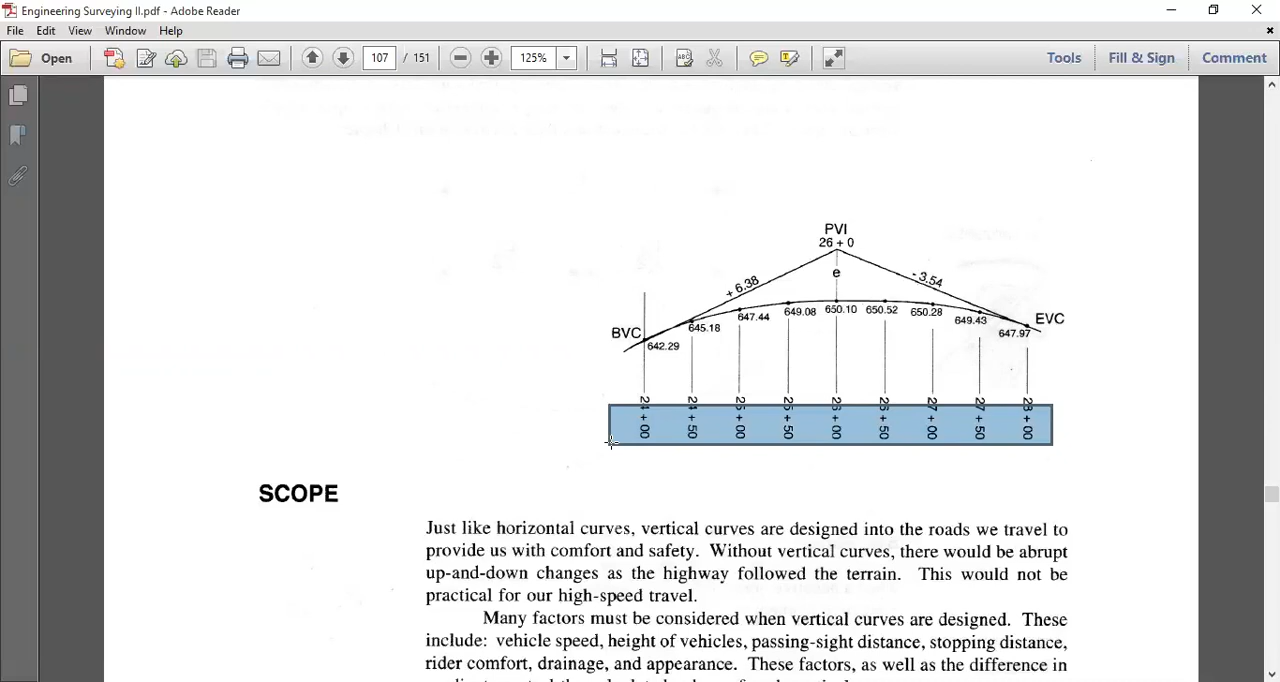 Engineering Surveying II.pdf - Adobe Reader
File Edit View Window Help
Open 107 / 151 125% Tools Fill & Sign Comment
PVI
26 + 0
e
+ 6.38
- 3.54
BVC
EVC
642.29 645.18 647.44 649.08 650.10 650.52 650.28 649.43 647.97
24 + 00 24 + 50 25 + 00 25 + 50 26 + 00 26 + 50 27 + 00 27 + 50 28 + 00
SCOPE
Just like horizontal curves, vertical curves are designed into the roads we travel to
provide us with comfort and safety. Without vertical curves, there would be abrupt
up-and-down changes as the highway followed the terrain. This would not be
practical for our high-speed travel.
Many factors must be considered when vertical curves are designed. These
include: vehicle speed, height of vehicles, passing-sight distance, stopping distance,
rider comfort, drainage, and appearance. These factors, as well as the difference in